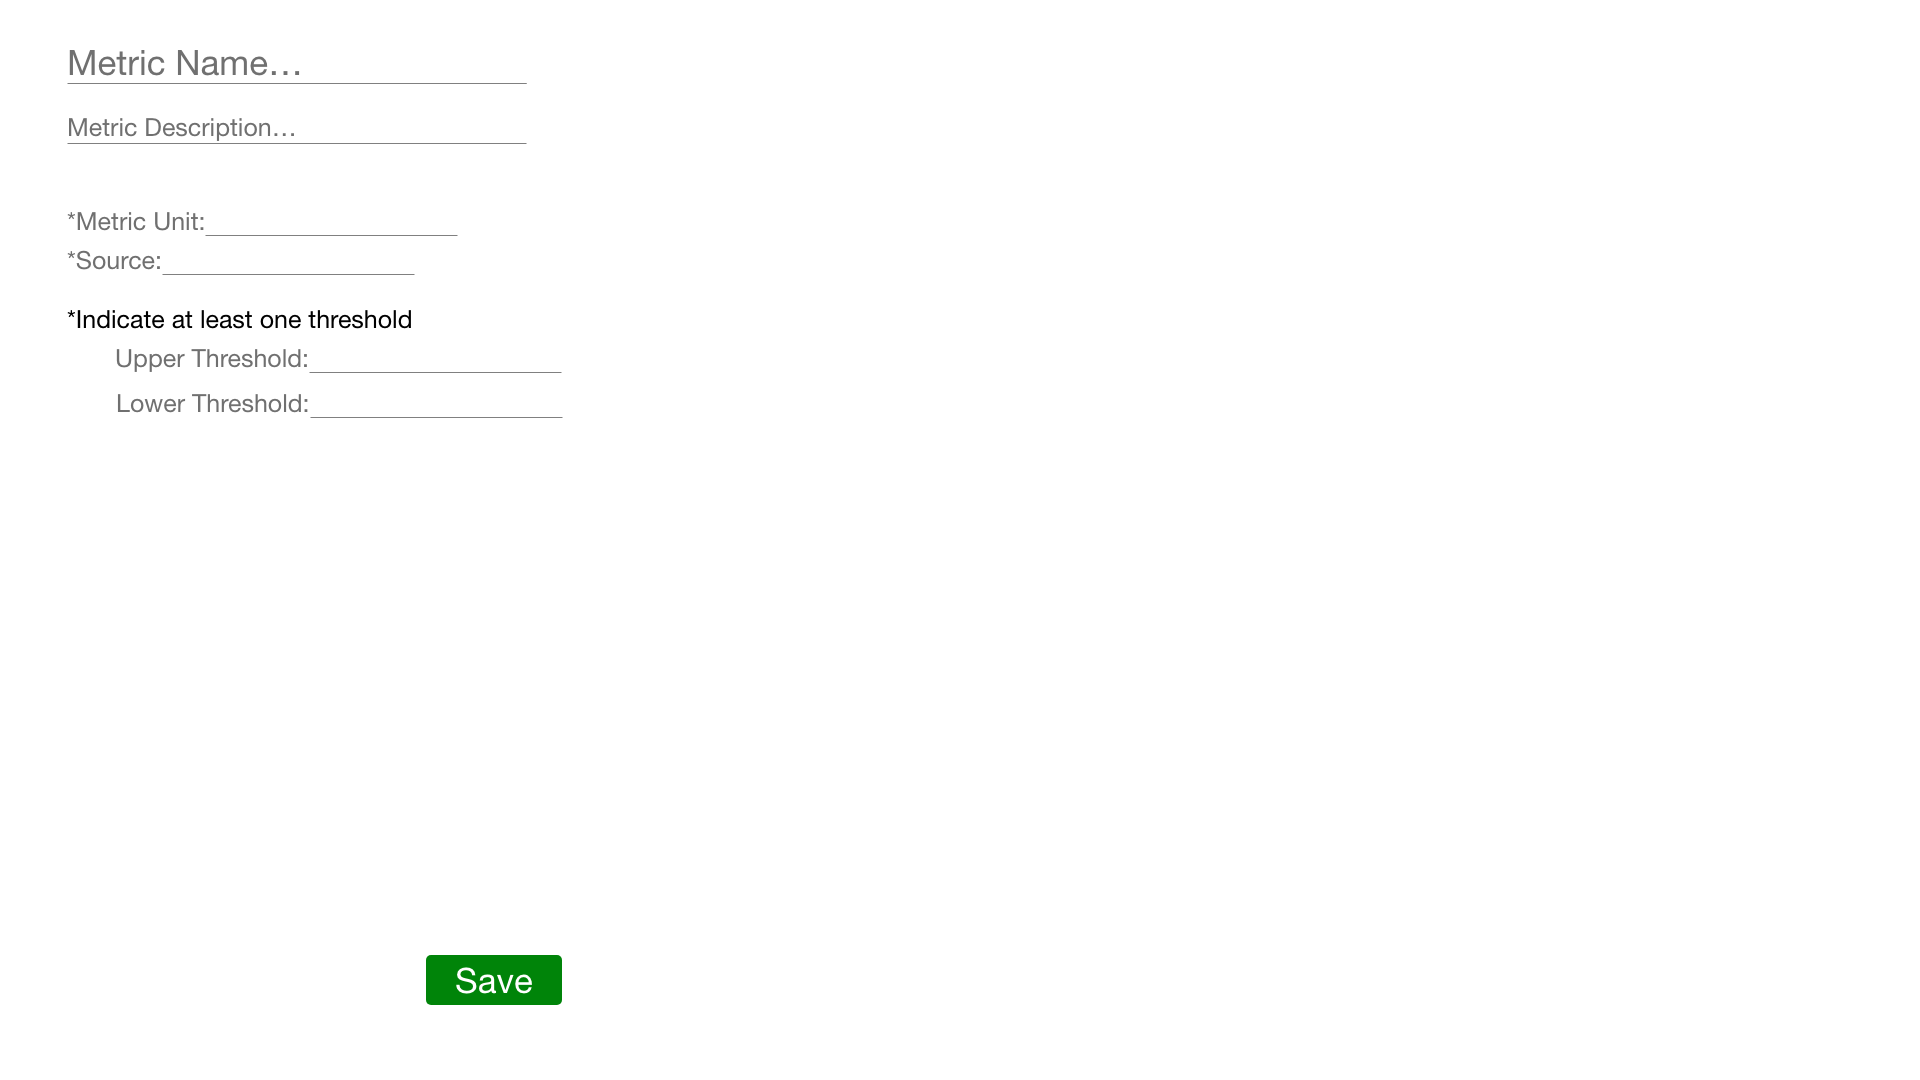 Metric Name...
Metric Description...
*Metric Unit:
*Source:
*Indicate at least one threshold
Upper Threshold:
Lower Threshold:
Save